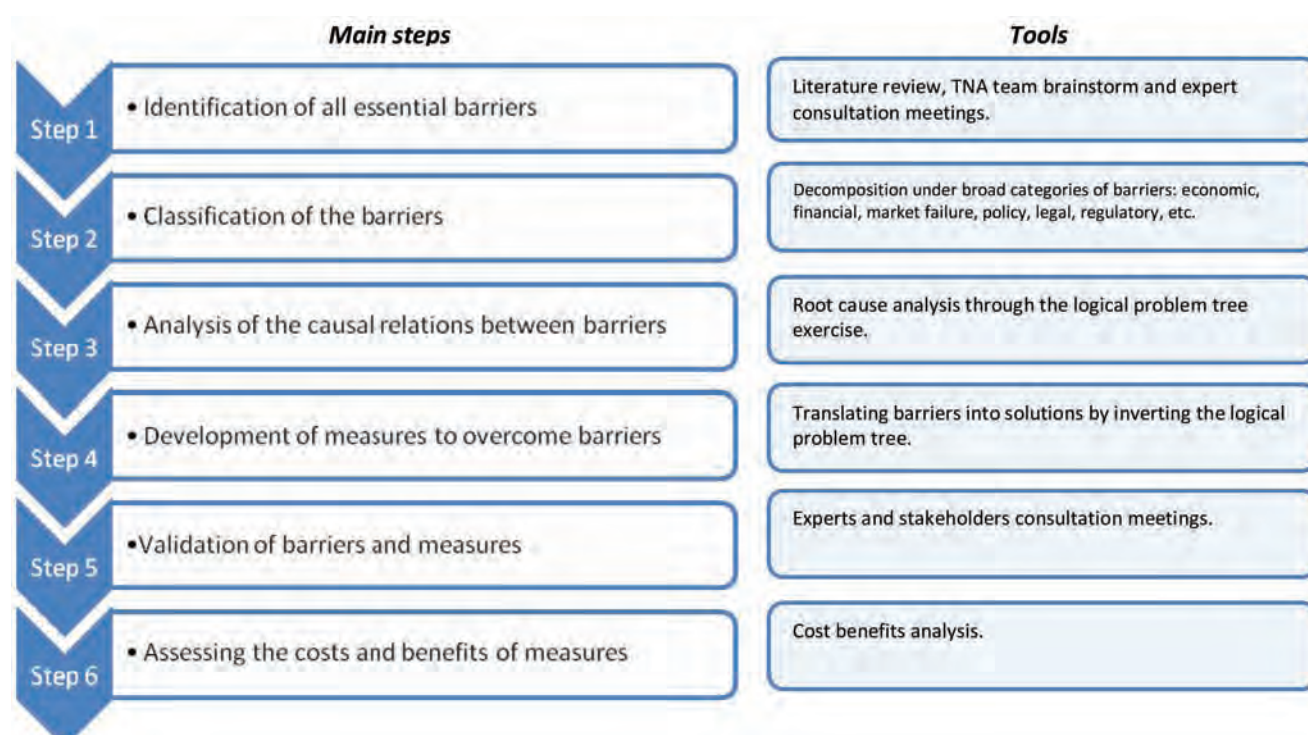 Main steps
Tools
Step 1
• Identification of all essential barriers
Literature review, TNA team brainstorm and expert
consultation meetings.
Step 2
• Classification of the barriers
Decomposition under broad categories of barriers: economic,
financial, market failure, policy, legal, regulatory, etc.
Step 3
• Analysis of the causal relations between barriers
Root cause analysis through the logical problem tree
exercise.
Step 4
• Development of measures to overcome barriers
Translating barriers into solutions by inverting the logical
problem tree.
Step 5
•Validation of barriers and measures
Experts and stakeholders consultation meetings.
Step 6
• Assessing the costs and benefits of measures
Cost benefits analysis.